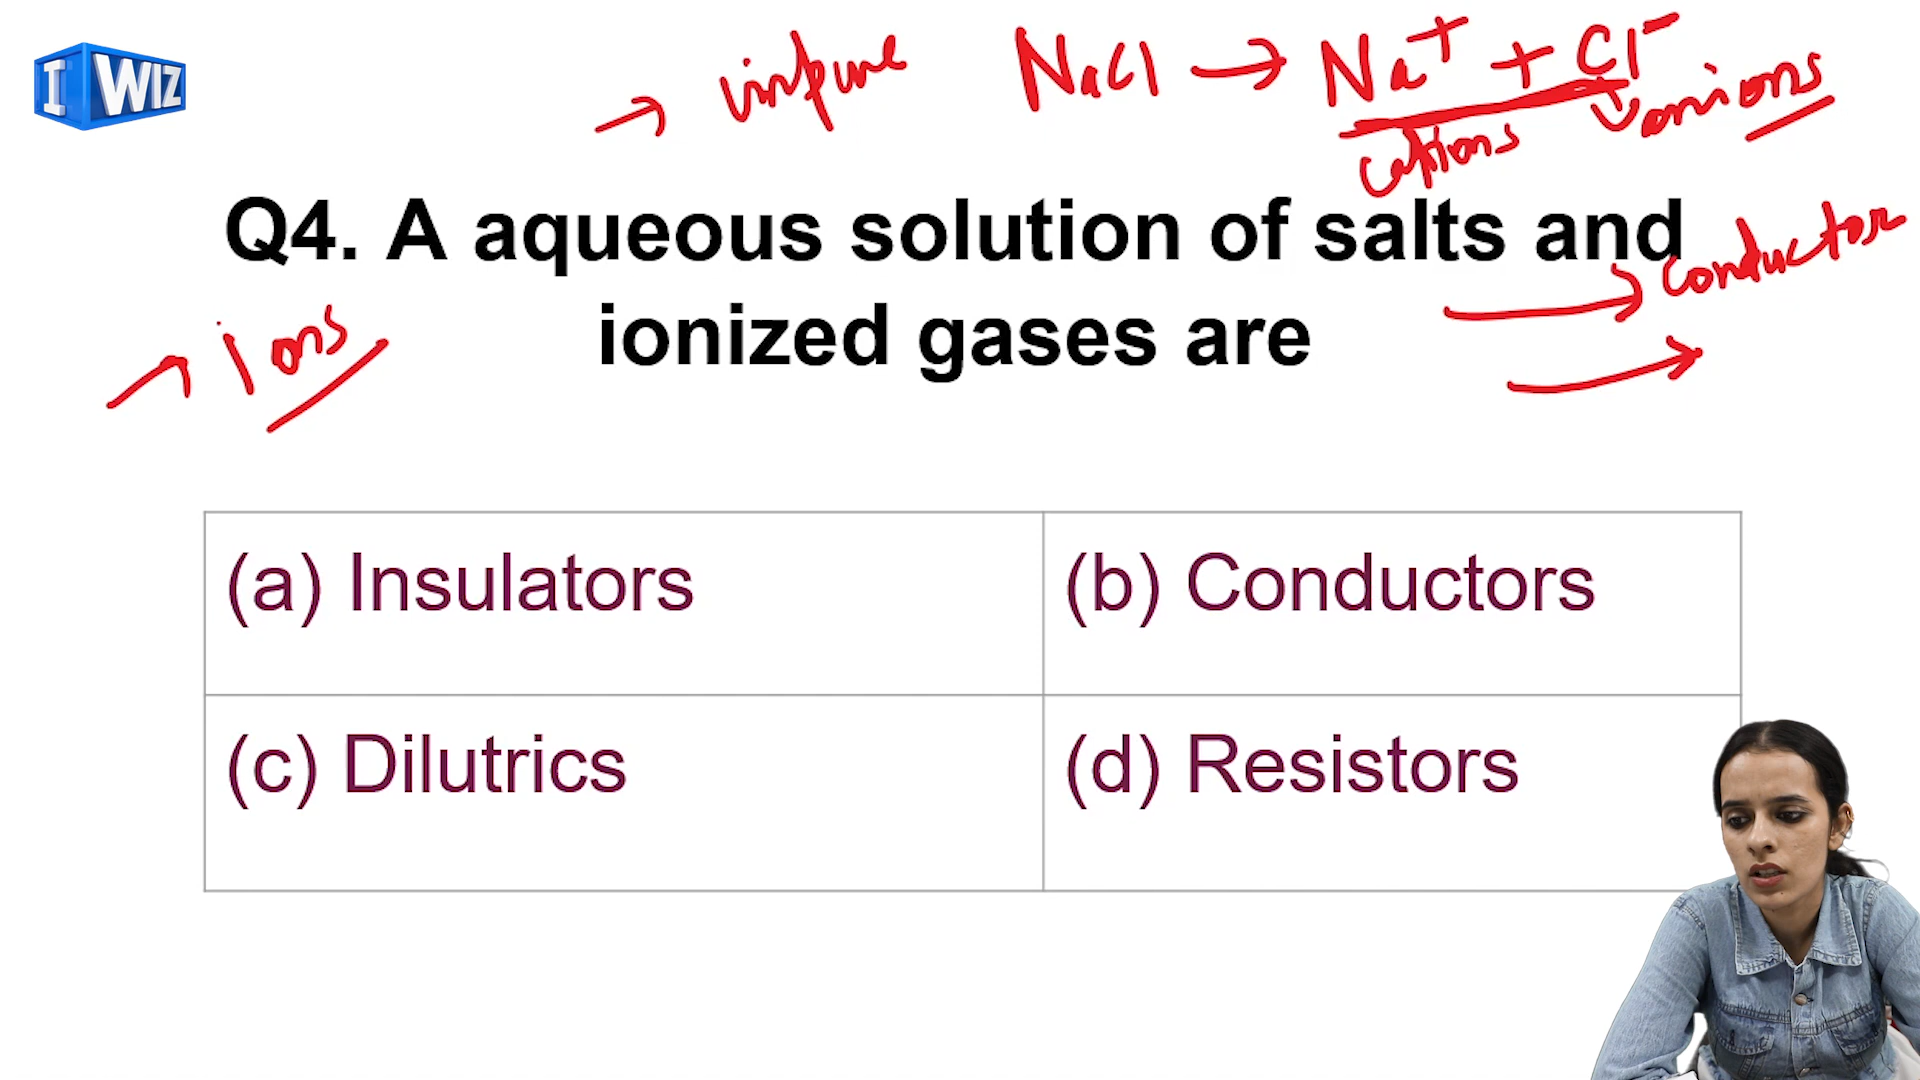 I WIZ
→ impure NaCl → Na⁺ + Cl⁻
cations anions
Q4. A aqueous solution of salts and
→ conductor
ionized gases are
→ Ions
(a) Insulators
(b) Conductors
(c) Dilutrics
(d) Resistors